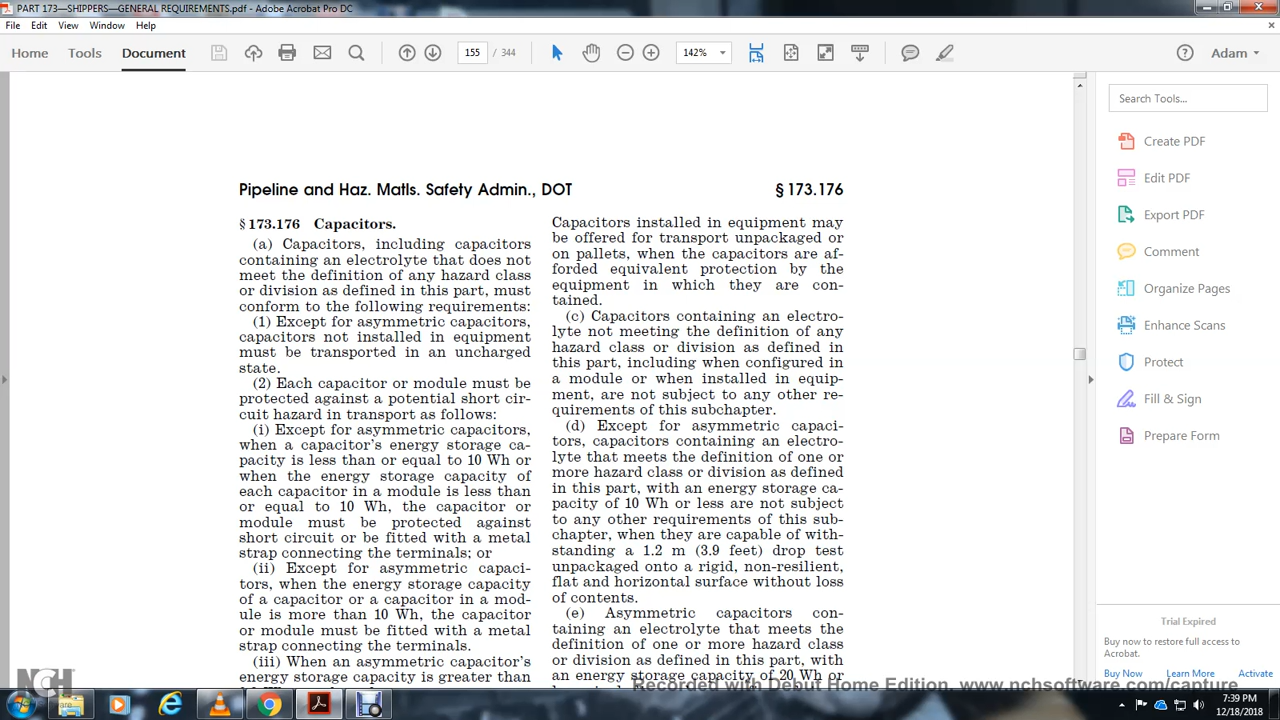 PART 173—SHIPPERS—GENERAL REQUIREMENTS.pdf - Adobe Acrobat Pro DC
File Edit View Window Help
Home Tools Document 155 / 344 142% Adam
Search Tools...
Create PDF
Edit PDF
Export PDF
Comment
Organize Pages
Enhance Scans
Protect
Fill & Sign
Prepare Form
Trial Expired
Buy now to restore full access to
Acrobat.
Buy Now Learn More Activate
Pipeline and Haz. Matls. Safety Admin., DOT § 173.176
§ 173.176 Capacitors.
(a) Capacitors, including capacitors
containing an electrolyte that does not
meet the definition of any hazard class
or division as defined in this part, must
conform to the following requirements:
(1) Except for asymmetric capacitors,
capacitors not installed in equipment
must be transported in an uncharged
state.
(2) Each capacitor or module must be
protected against a potential short cir-
cuit hazard in transport as follows:
(i) Except for asymmetric capacitors,
when a capacitor's energy storage ca-
pacity is less than or equal to 10 Wh or
when the energy storage capacity of
each capacitor in a module is less than
or equal to 10 Wh, the capacitor or
module must be protected against
short circuit or be fitted with a metal
strap connecting the terminals; or
(ii) Except for asymmetric capaci-
tors, when the energy storage capacity
of a capacitor or a capacitor in a mod-
ule is more than 10 Wh, the capacitor
or module must be fitted with a metal
strap connecting the terminals.
(iii) When an asymmetric capacitor's
energy storage capacity is greater than
Capacitors installed in equipment may
be offered for transport unpackaged or
on pallets, when the capacitors are af-
forded equivalent protection by the
equipment in which they are con-
tained.
(c) Capacitors containing an electro-
lyte not meeting the definition of any
hazard class or division as defined in
this part, including when configured in
a module or when installed in equip-
ment, are not subject to any other re-
quirements of this subchapter.
(d) Except for asymmetric capaci-
tors, capacitors containing an electro-
lyte that meets the definition of one or
more hazard class or division as defined
in this part, with an energy storage ca-
pacity of 10 Wh or less are not subject
to any other requirements of this sub-
chapter, when they are capable of with-
standing a 1.2 m (3.9 feet) drop test
unpackaged onto a rigid, non-resilient,
flat and horizontal surface without loss
of contents.
(e) Asymmetric capacitors con-
taining an electrolyte that meets the
definition of one or more hazard class
or division as defined in this part, with
an energy storage capacity of 20 Wh or
NCH
Recorded with Debut Home Edition. www.nchsoftware.com/capture
7:39 PM
12/18/2018